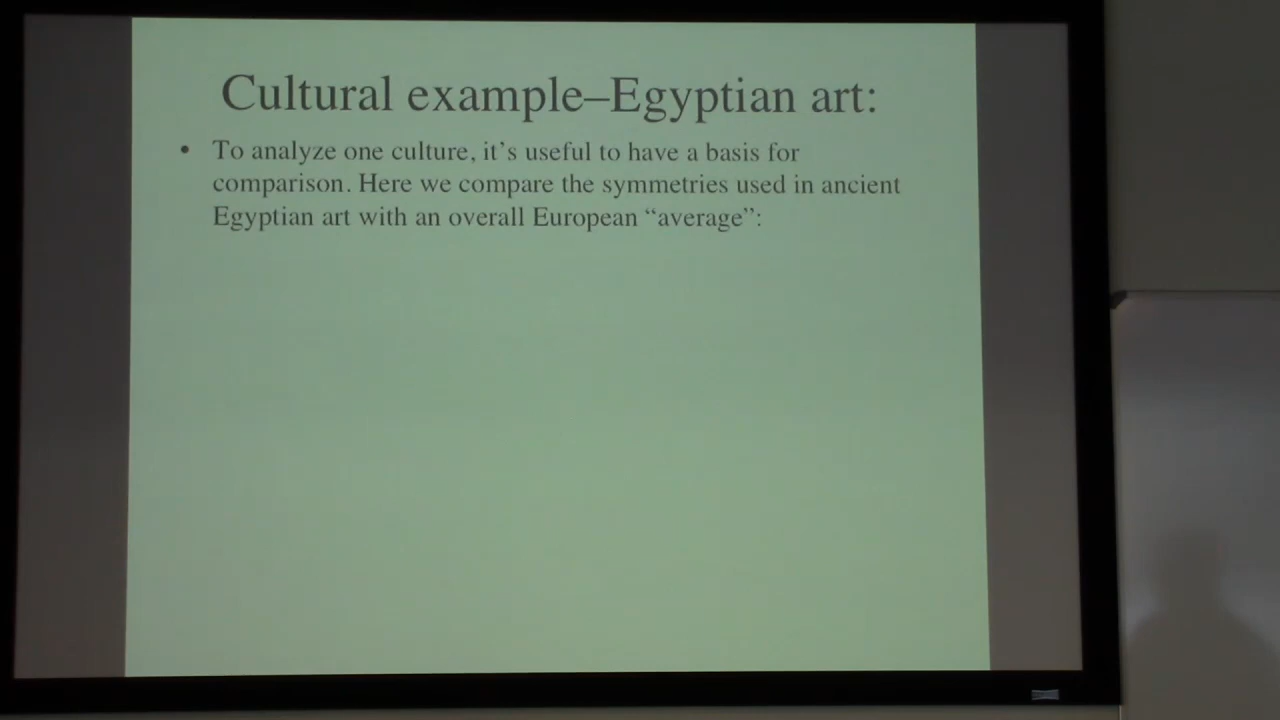 Cultural example–Egyptian art:
• To analyze one culture, it's useful to have a basis for
comparison. Here we compare the symmetries used in ancient
Egyptian art with an overall European “average”: